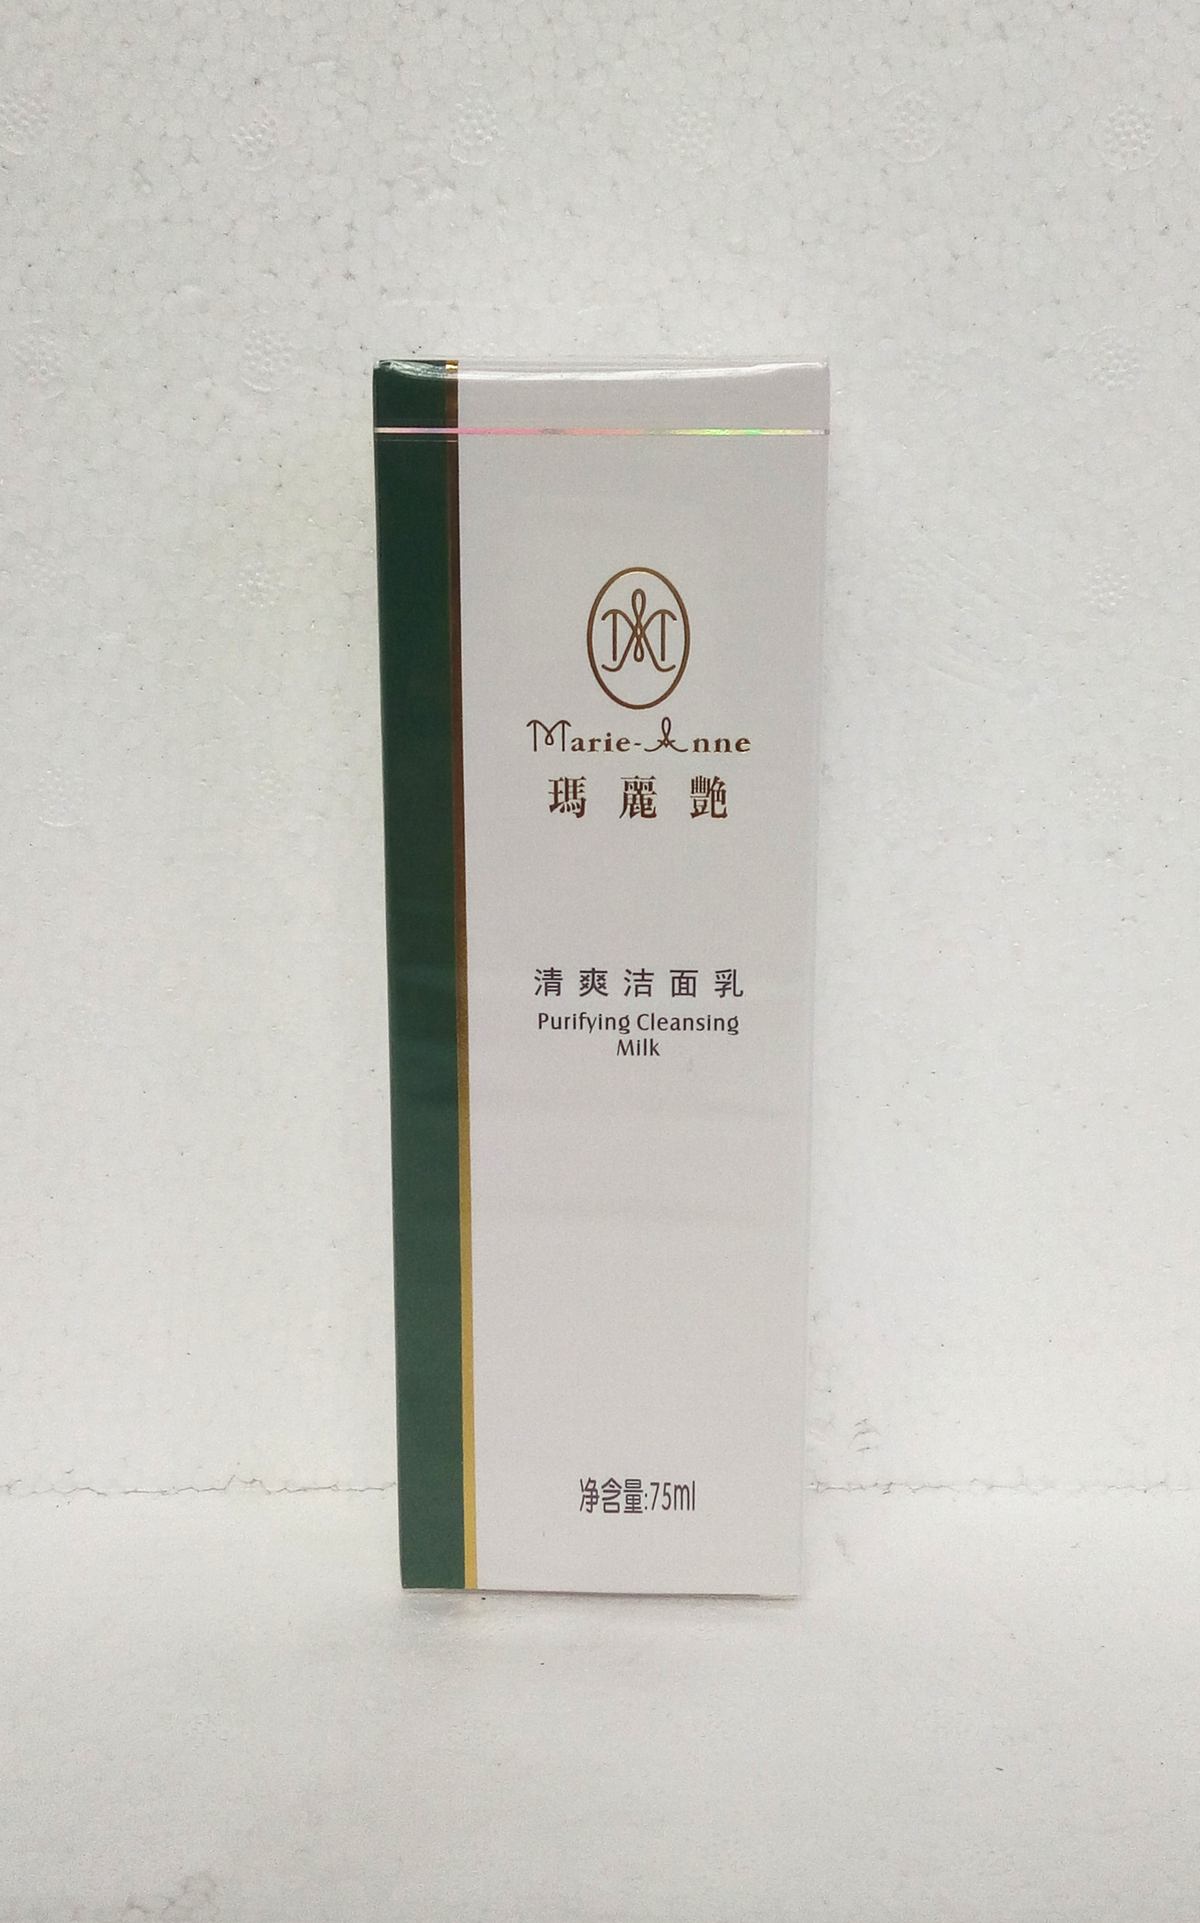 Marie-Anne
瑪麗艷
清爽洁面乳
Purifying Cleansing
Milk
净含量:75ml